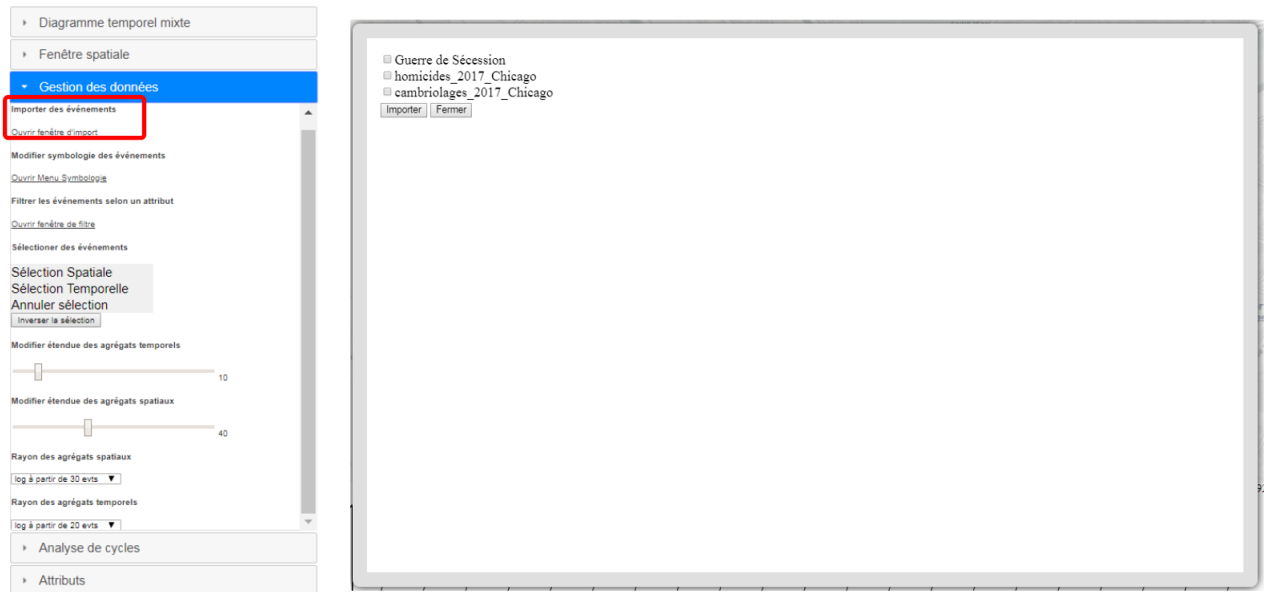 Diagramme temporel mixte
Fenêtre spatiale
Gestion des données
Importer des événements
Ouvrir fenêtre d'import
Modifier symbologie des événements
Ouvrir Menu Symbologie
Filtrer les événements selon un attribut
Ouvrir fenêtre de filtre
Sélectioner des événements
Sélection Spatiale
Sélection Temporelle
Annuler sélection
Inverser la sélection
Modifier étendue des agrégats temporels
10
Modifier étendue des agrégats spatiaux
40
Rayon des agrégats spatiaux
log à partir de 30 evts
Rayon des agrégats temporels
log à partir de 20 evts
Analyse de cycles
Attributs
Guerre de Sécession
homicides_2017_Chicago
cambriolages_2017_Chicago
Importer Fermer